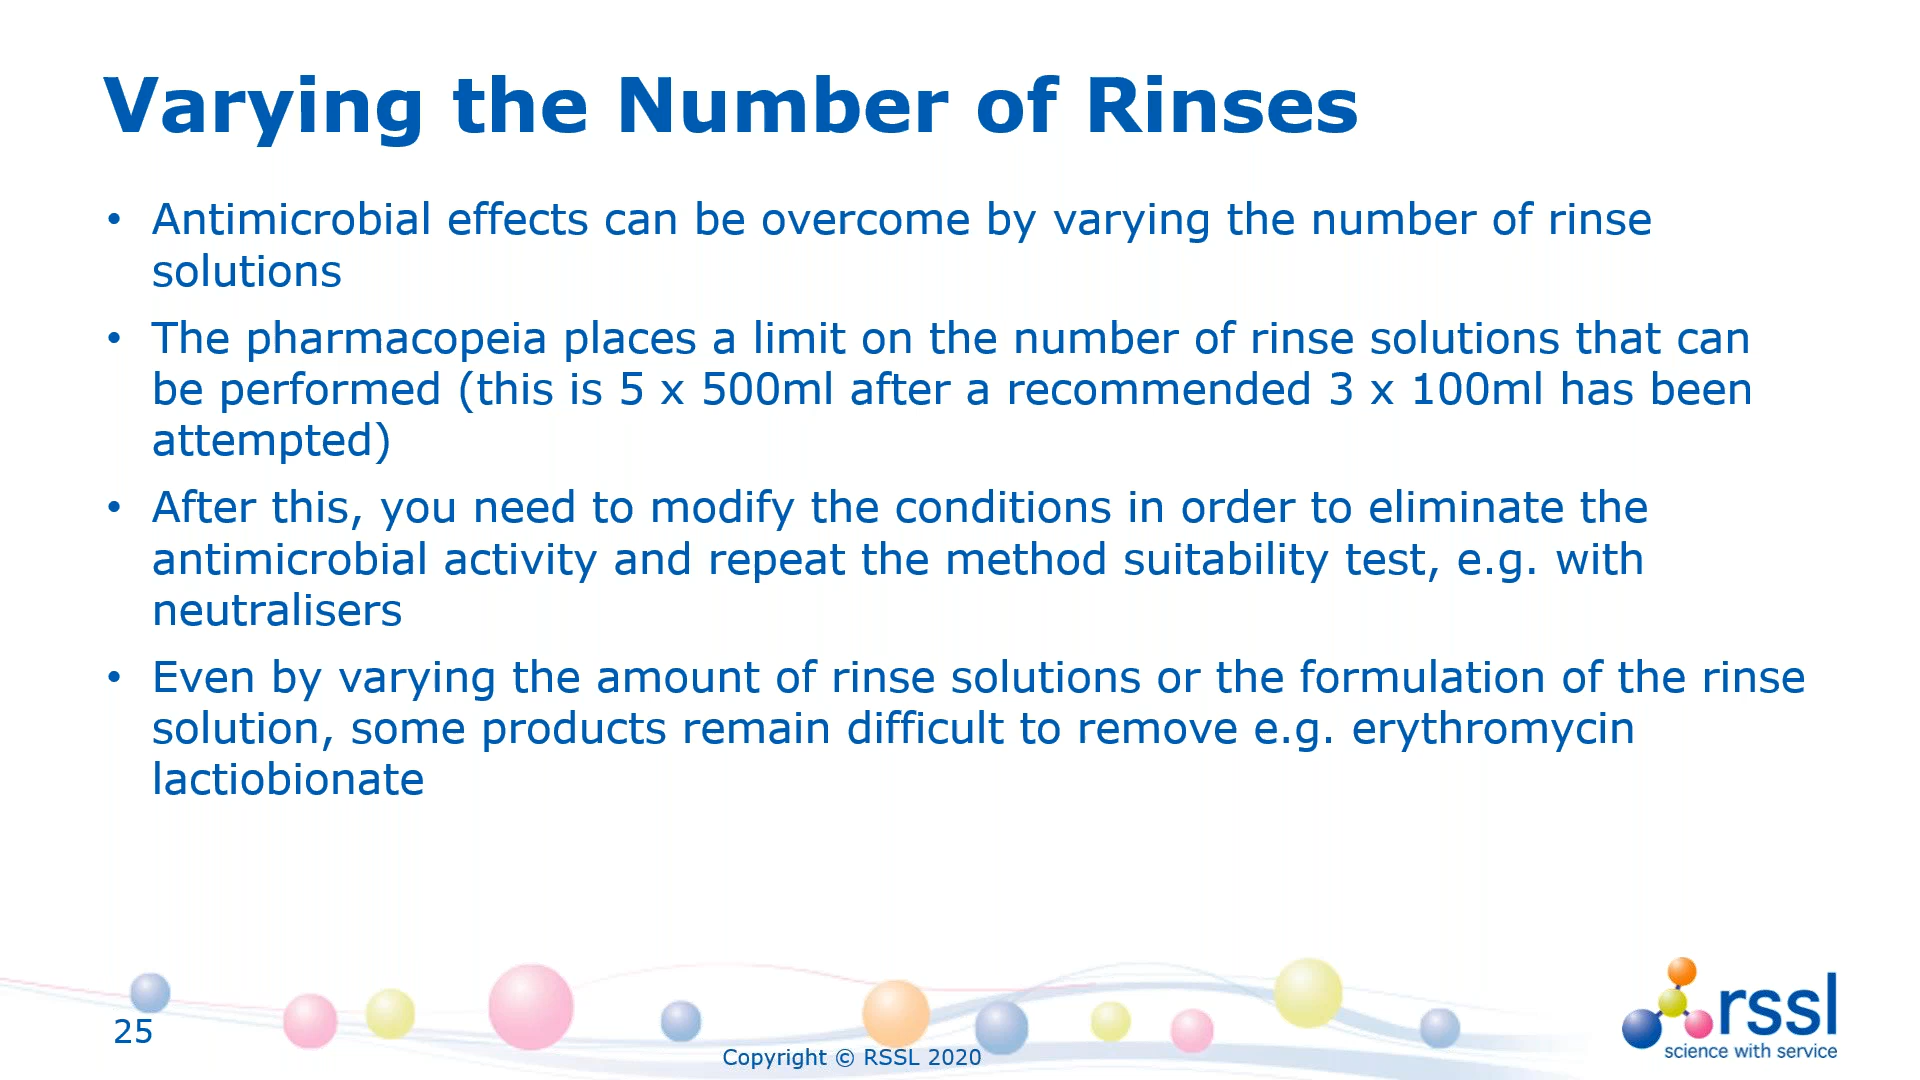 Varying the Number of Rinses
• Antimicrobial effects can be overcome by varying the number of rinse
solutions
• The pharmacopeia places a limit on the number of rinse solutions that can
be performed (this is 5 x 500ml after a recommended 3 x 100ml has been
attempted)
• After this, you need to modify the conditions in order to eliminate the
antimicrobial activity and repeat the method suitability test, e.g. with
neutralisers
• Even by varying the amount of rinse solutions or the formulation of the rinse
solution, some products remain difficult to remove e.g. erythromycin
lactiobionate
25
Copyright © RSSL 2020
rssl
science with service